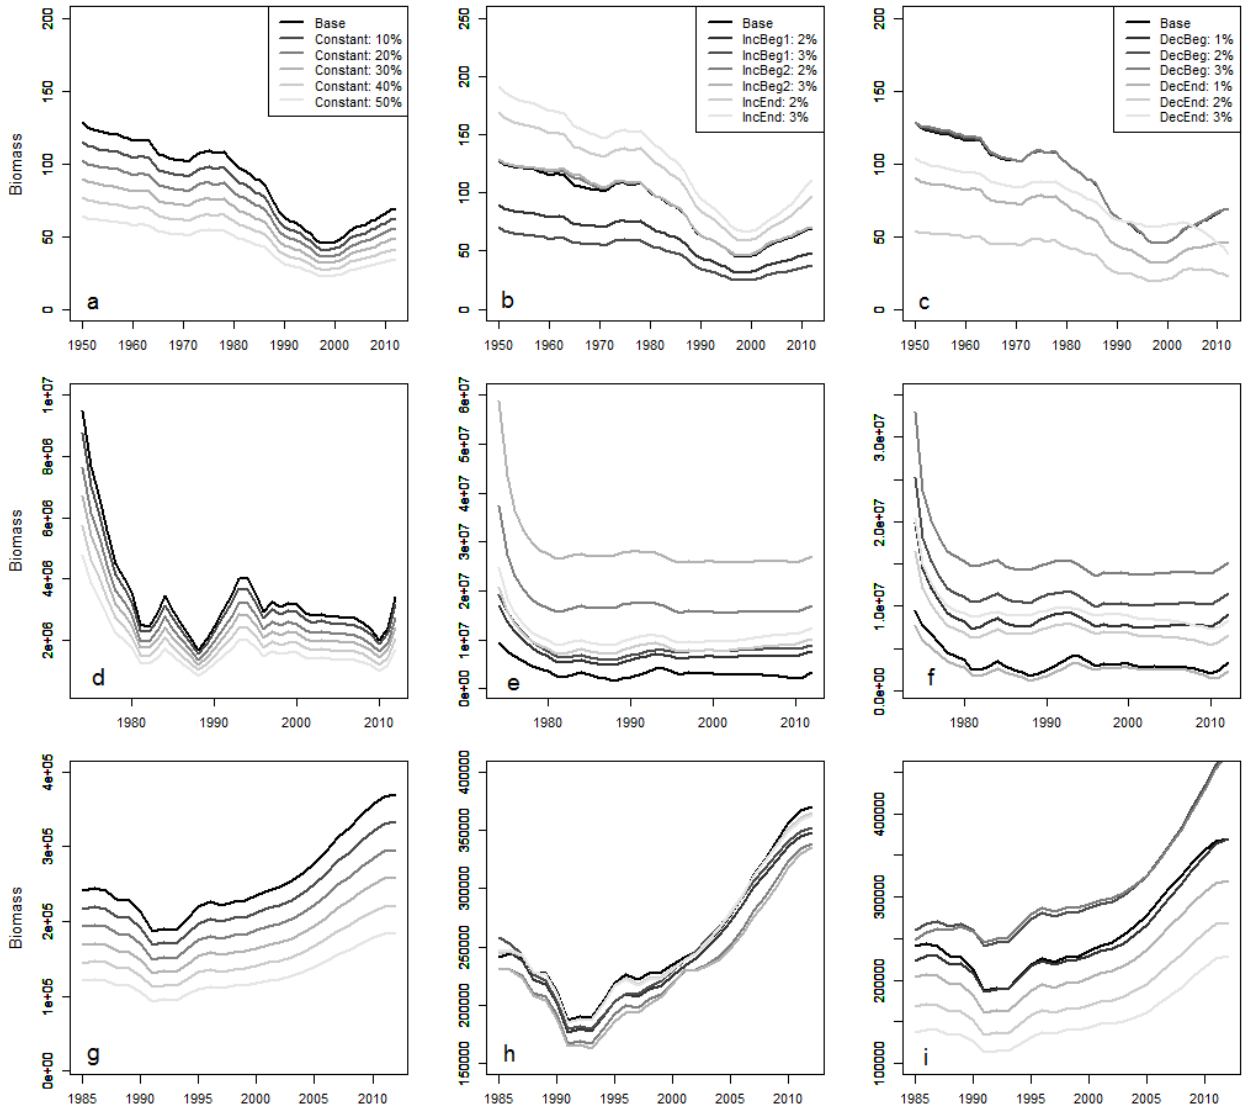 Base
Constant: 10%
Constant: 20%
Constant: 30%
Constant: 40%
Constant: 50%
Biomass
0 50 100 150 200
a
1950 1960 1970 1980 1990 2000 2010
Base
IncBeg1: 2%
IncBeg1: 3%
IncBeg2: 2%
IncBeg2: 3%
IncEnd: 2%
IncEnd: 3%
0 50 100 150 200 250
b
1950 1960 1970 1980 1990 2000 2010
Base
DecBeg: 1%
DecBeg: 2%
DecBeg: 3%
DecEnd: 1%
DecEnd: 2%
DecEnd: 3%
0 50 100 150 200
c
1950 1960 1970 1980 1990 2000 2010
Biomass
2e+06 4e+06 6e+06 8e+06 1e+07
d
1980 1990 2000 2010
0e+00 1e+07 2e+07 3e+07 4e+07 5e+07 6e+07
e
1980 1990 2000 2010
0.0e+00 1.0e+07 2.0e+07 3.0e+07
f
1980 1990 2000 2010
Biomass
0e+00 1e+05 2e+05 3e+05 4e+05
g
1985 1990 1995 2000 2005 2010
150000 200000 250000 300000 350000 400000
h
1985 1990 1995 2000 2005 2010
100000 200000 300000 400000
i
1985 1990 1995 2000 2005 2010